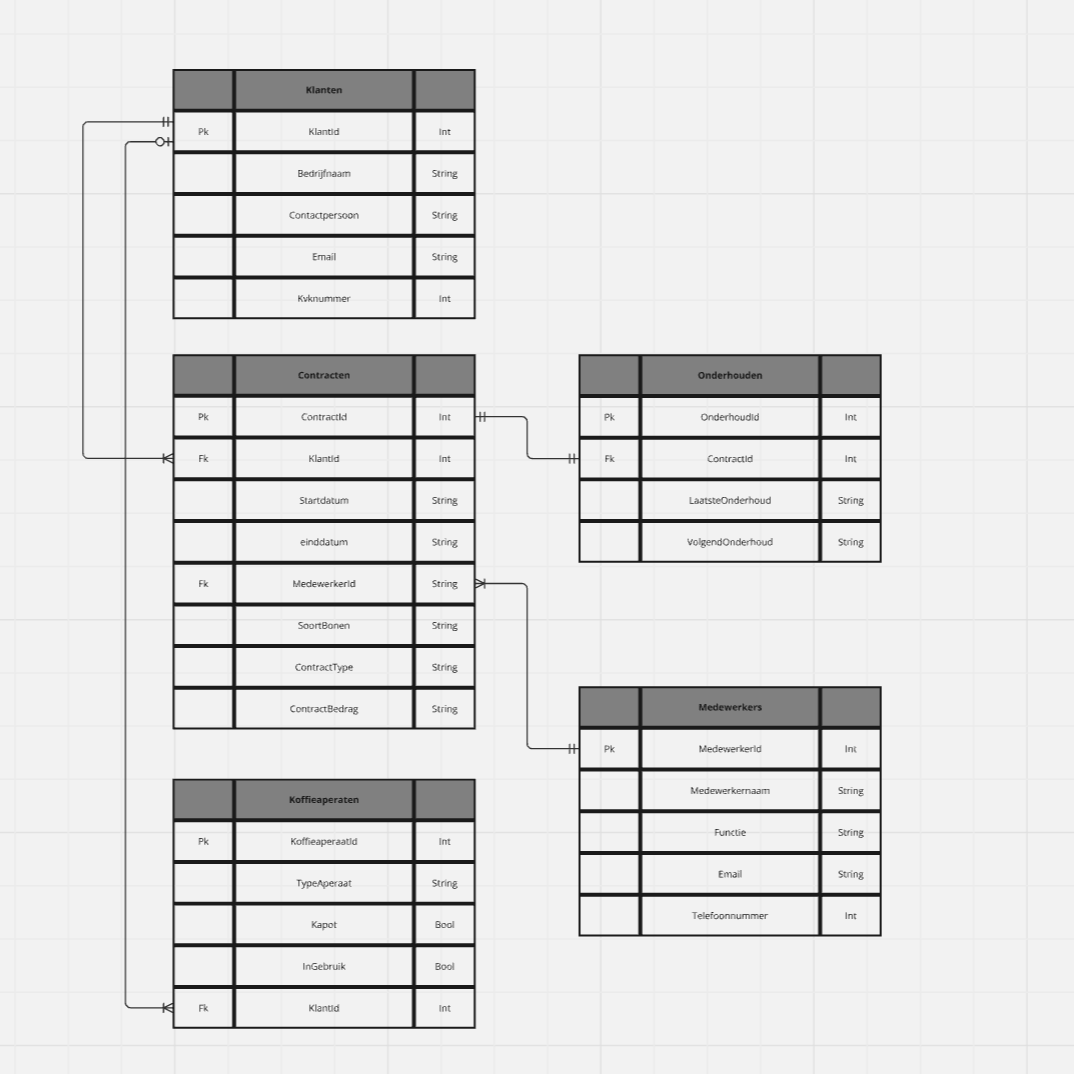 Klanten
Pk KlantId Int
Bedrijfnaam String
Contactpersoon String
Email String
Kvknummer Int
Contracten
Pk ContractId Int
Fk KlantId Int
Startdatum String
einddatum String
Fk MedewerkerId String
SoortBonen String
ContractType String
ContractBedrag String
Onderhouden
Pk OnderhoudId Int
Fk ContractId Int
LaatsteOnderhoud String
VolgendOnderhoud String
Medewerkers
Pk MedewerkerId Int
Medewerkernaam String
Functie String
Email String
Telefoonnummer Int
Koffieaperaten
Pk KoffieaperaatId Int
TypeAperaat String
Kapot Bool
InGebruik Bool
Fk KlantId Int